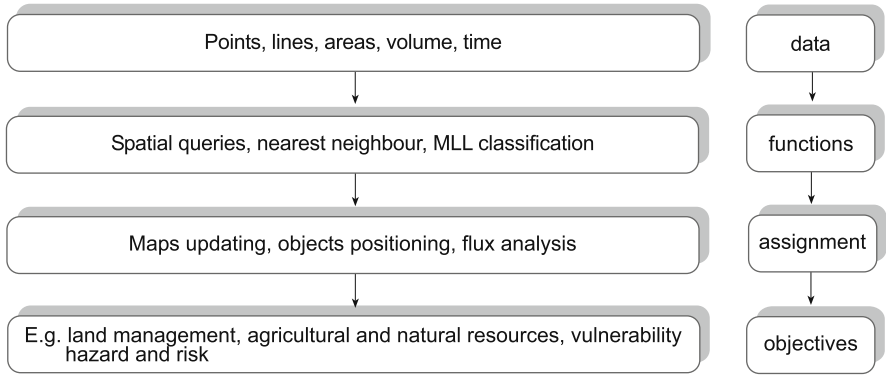 Points, lines, areas, volume, time
data
Spatial queries, nearest neighbour, MLL classification
functions
Maps updating, objects positioning, flux analysis
assignment
E.g. land management, agricultural and natural resources, vulnerability
hazard and risk
objectives